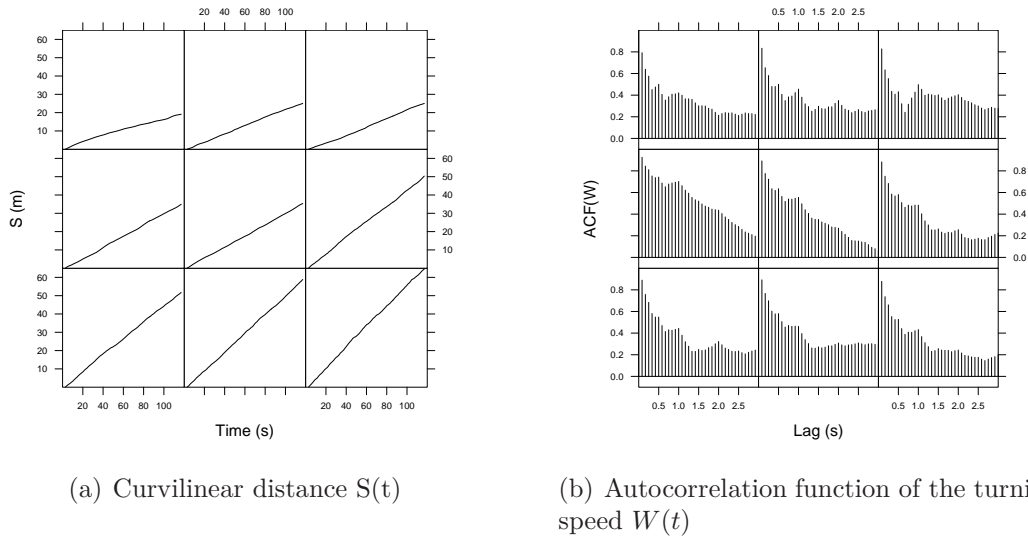 20 40 60 80 100
0.5 1.0 1.5 2.0 2.5
S (m)
60
50
40
30
20
10
60
50
40
30
20
10
60
50
40
30
20
10
20 40 60 80 100
20 40 60 80 100
Time (s)
ACF(W)
0.8
0.6
0.4
0.2
0.0
0.8
0.6
0.4
0.2
0.0
0.8
0.6
0.4
0.2
0.0
0.5 1.0 1.5 2.0 2.5
0.5 1.0 1.5 2.0 2.5
Lag (s)
(a) Curvilinear distance S(t)
(b) Autocorrelation function of the turni
speed W(t)